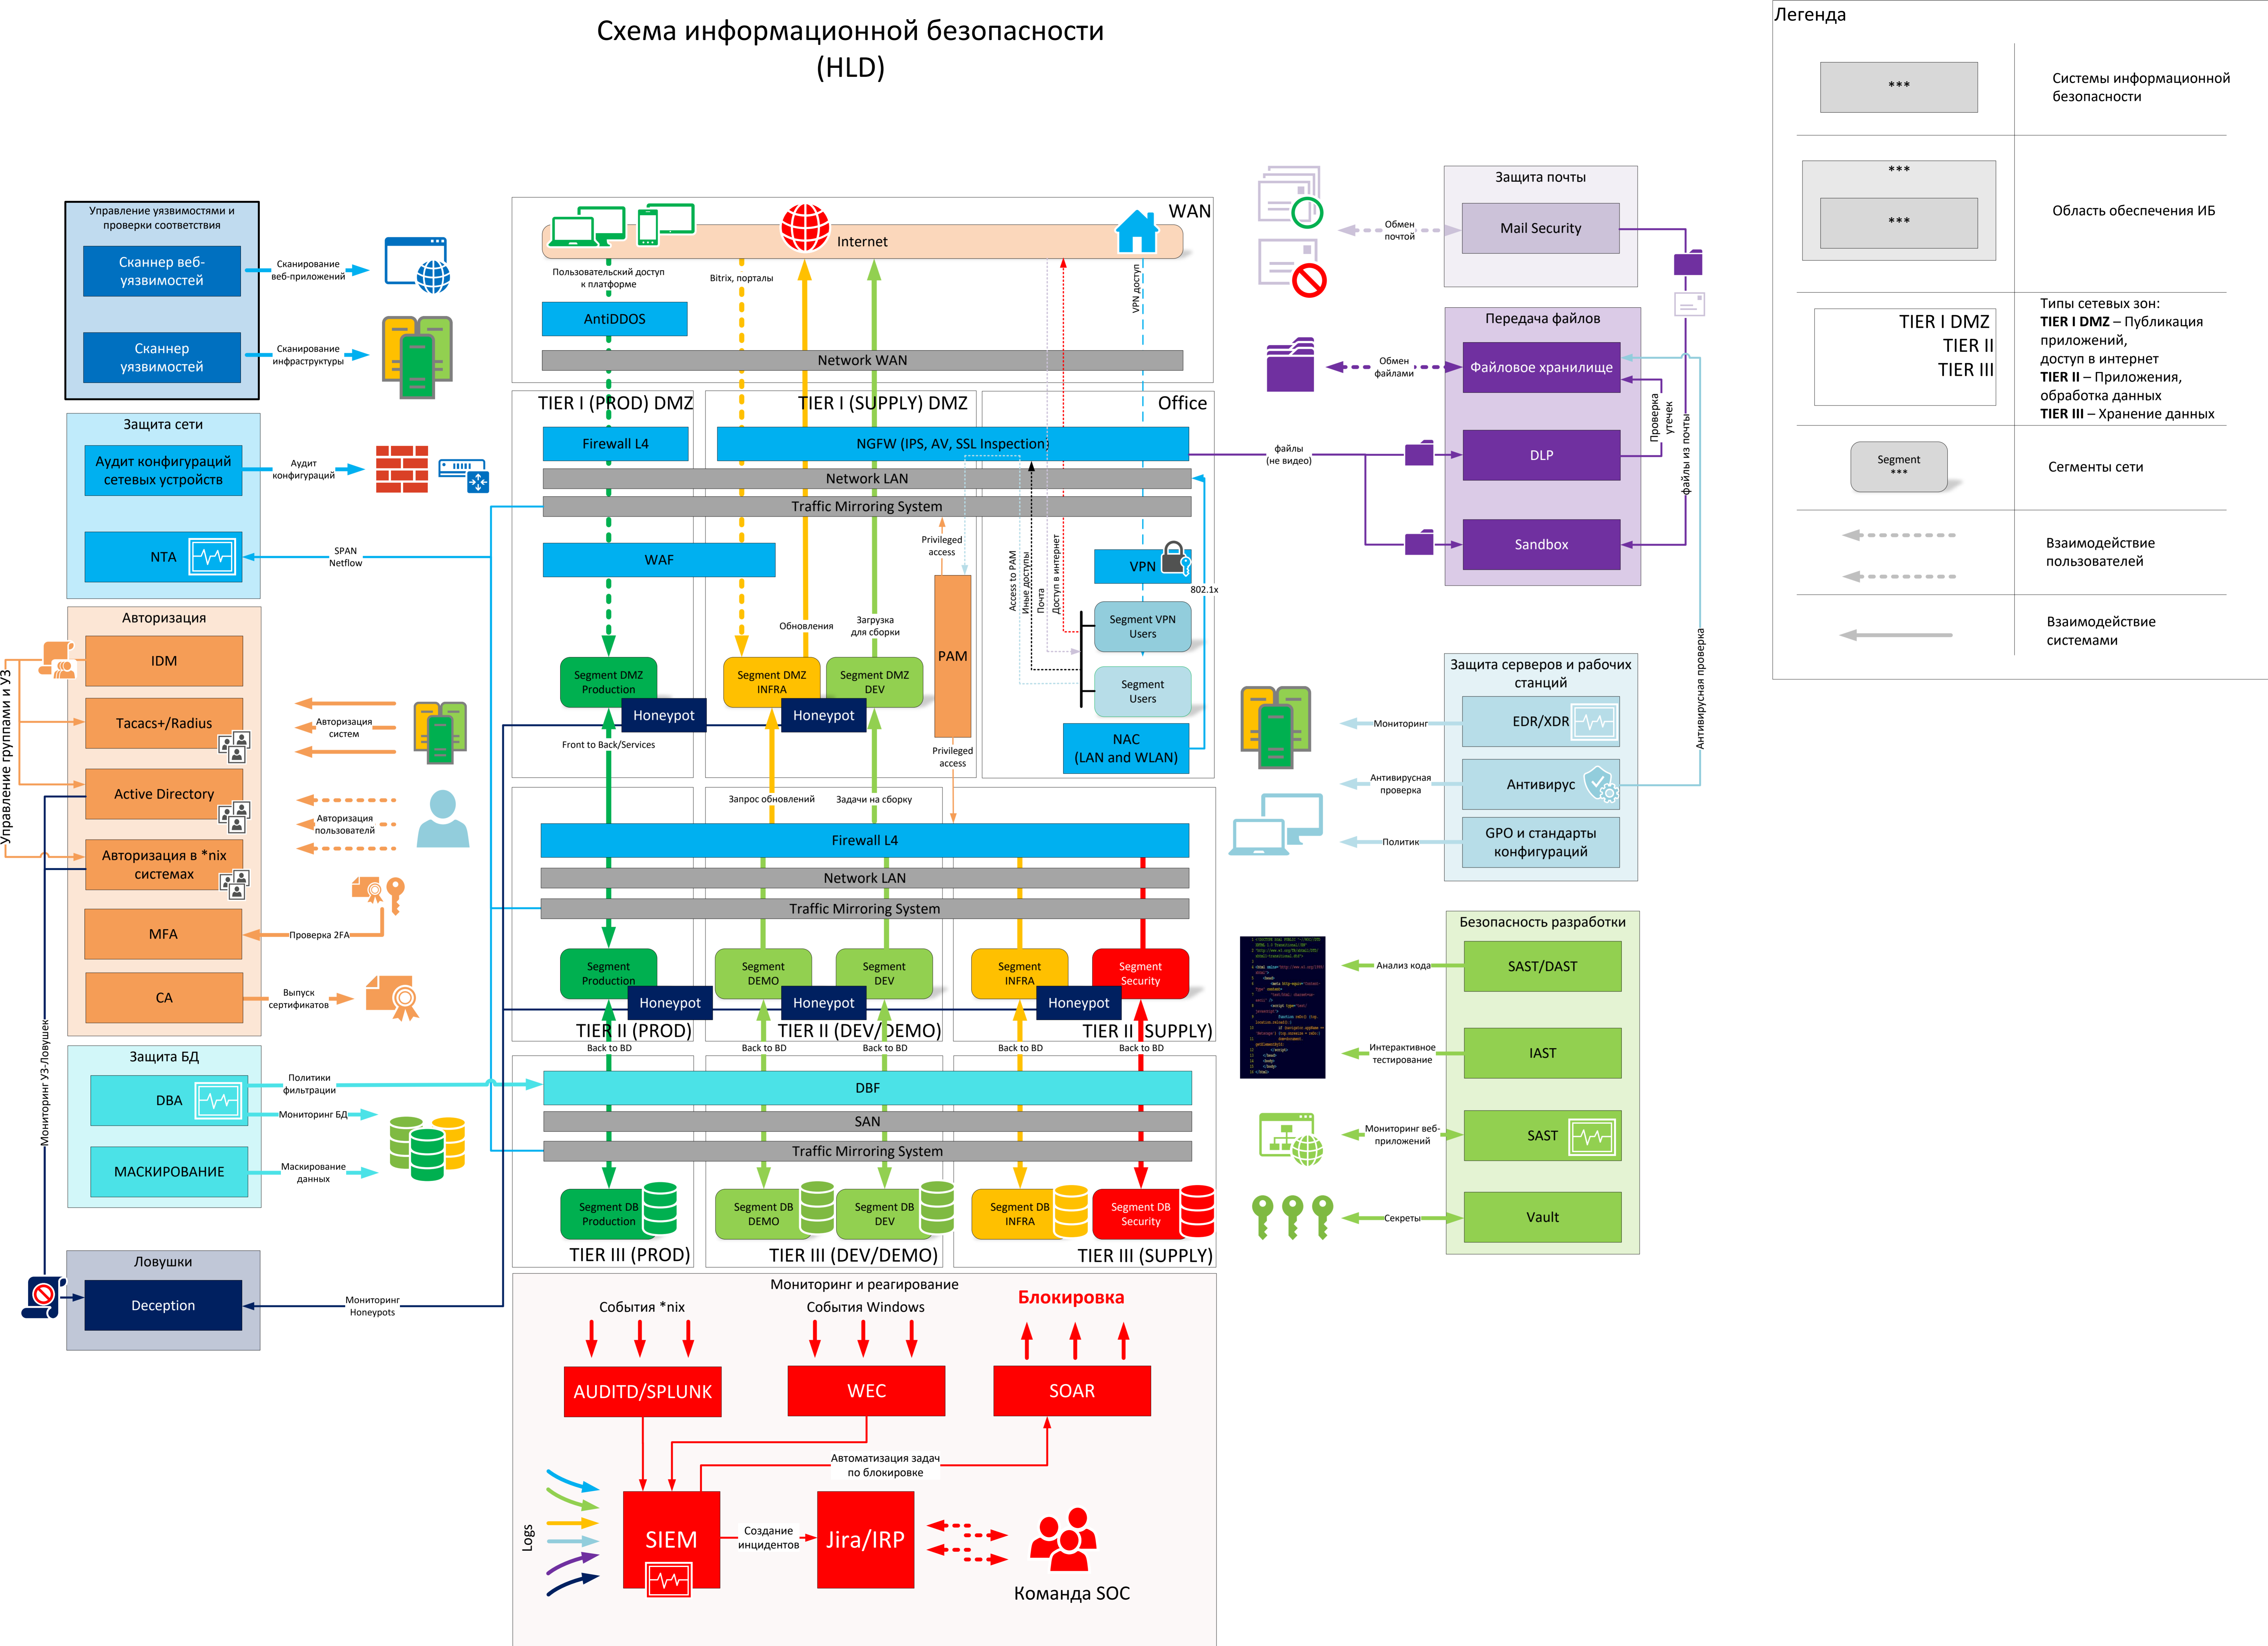 Схема информационной безопасности
(HLD)
Легенда
***
Системы информационной
безопасности
***
***
Область обеспечения ИБ
TIER I DMZ
TIER II
TIER III
Типы сетевых зон:
TIER I DMZ – Публикация
приложений,
доступ в интернет
TIER II – Приложения,
обработка данных
TIER III – Хранение данных
Segment
***
Сегменты сети
Взаимодействие
пользователей
Взаимодействие
системами
Управление уязвимостями и
проверки соответствия
Сканнер веб-
уязвимостей
Сканирование
веб-приложений
Сканнер
уязвимостей
Сканирование
инфраструктуры
Защита сети
Аудит конфигураций
сетевых устройств
Аудит
конфигураций
NTA
SPAN
Netflow
Авторизация
IDM
Tacacs+/Radius
Авторизация
систем
Active Directory
Авторизация
пользователей
Авторизация в *nix
системах
MFA
Проверка 2FA
CA
Выпуск
сертификатов
Управление группами и УЗ
Мониторинг УЗ-Ловушек
Защита БД
DBA
Политики
фильтрации
Мониторинг БД
МАСКИРОВАНИЕ
Маскирование
данных
Ловушки
Deception
Мониторинг
Honeypots
WAN
Internet
Пользовательский доступ
к платформе
Bitrix, порталы
VPN доступ
AntiDDOS
Network WAN
TIER I (PROD) DMZ
TIER I (SUPPLY) DMZ
Office
Firewall L4
NGFW (IPS, AV, SSL Inspection)
Network LAN
Traffic Mirroring System
WAF
Privileged
access
Access to PAM
Иные доступы
Почта
Доступ в интернет
VPN
802.1x
Обновления
Загрузка
для сборки
PAM
Segment VPN
Users
Segment
Users
Segment DMZ
Production
Segment DMZ
INFRA
Segment DMZ
DEV
Honeypot
Honeypot
Front to Back/Services
NAC
(LAN and WLAN)
Privileged
access
Запрос обновлений
Задачи на сборку
Firewall L4
Network LAN
Traffic Mirroring System
Segment
Production
Segment
DEMO
Segment
DEV
Segment
INFRA
Segment
Security
Honeypot
Honeypot
Honeypot
TIER II (PROD)
TIER II (DEV/DEMO)
TIER II (SUPPLY)
Back to BD
Back to BD
Back to BD
Back to BD
Back to BD
DBF
SAN
Traffic Mirroring System
Segment DB
Production
Segment DB
DEMO
Segment DB
DEV
Segment DB
INFRA
Segment DB
Security
TIER III (PROD)
TIER III (DEV/DEMO)
TIER III (SUPPLY)
Мониторинг и реагирование
События *nix
События Windows
Блокировка
AUDITD/SPLUNK
WEC
SOAR
Автоматизация задач
по блокировке
Logs
SIEM
Создание
инцидентов
Jira/IRP
Команда SOC
Защита почты
Mail Security
Обмен
почтой
Передача файлов
Файловое хранилище
Обмен
файлами
DLP
файлы
(не видео)
Sandbox
Проверка
утечек
файлы из почты
Антивирусная проверка
Защита серверов и рабочих
станций
EDR/XDR
Мониторинг
Антивирус
Антивирусная
проверка
GPO и стандарты
конфигураций
Политик
Безопасность разработки
SAST/DAST
Анализ кода
IAST
Интерактивное
тестирование
SAST
Мониторинг веб-
приложений
Vault
Секреты